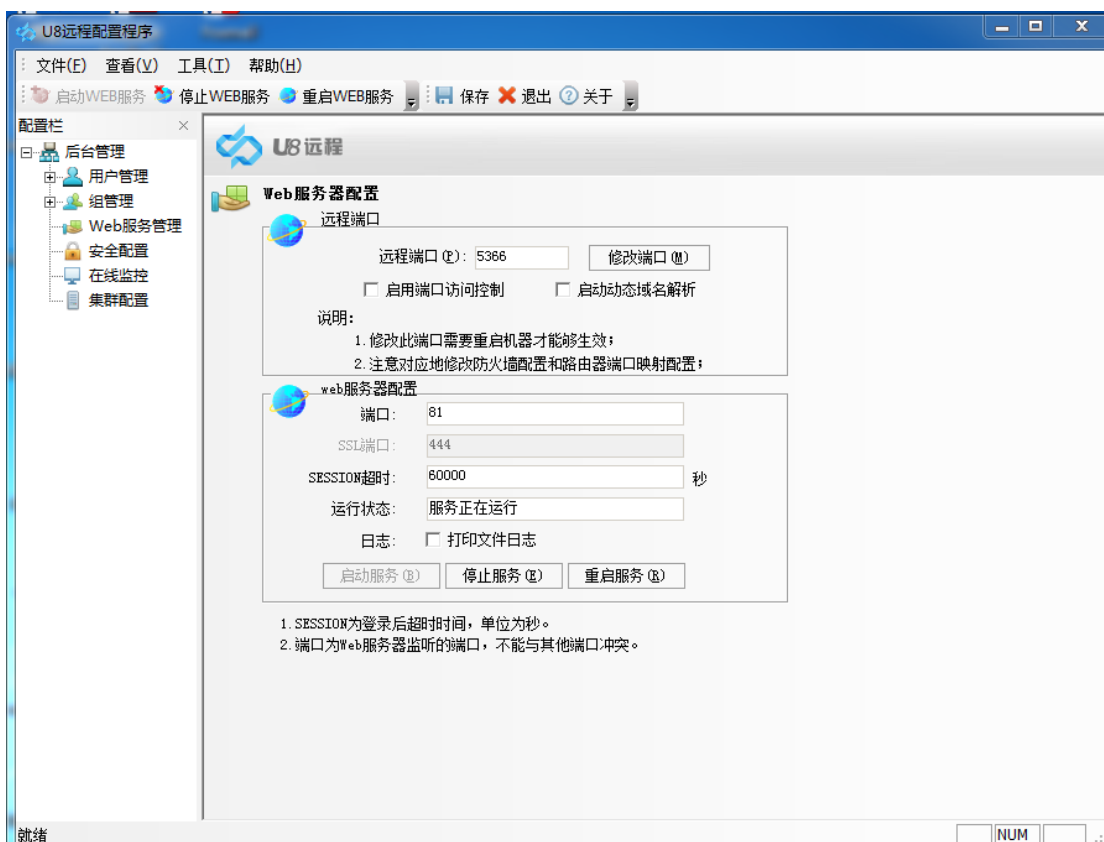 U8远程配置程序
文件(F) 查看(V) 工具(T) 帮助(H)
启动WEB服务 停止WEB服务 重启WEB服务 保存 退出 关于
配置栏
后台管理
用户管理
组管理
Web服务管理
安全配置
在线监控
集群配置
U8远程
Web服务器配置
远程端口
远程端口(P): 5366 修改端口(M)
启用端口访问控制 启动动态域名解析
说明:
1.修改此端口需要重启机器才能够生效;
2.注意对应地修改防火墙配置和路由器端口映射配置;
web服务器配置
端口: 81
SSL端口: 444
SESSION超时: 60000 秒
运行状态: 服务正在运行
日志: 打印文件日志
启动服务(B) 停止服务(E) 重启服务(R)
1.SESSION为登录后超时时间，单位为秒。
2.端口为Web服务器监听的端口，不能与其他端口冲突。
就绪 NUM